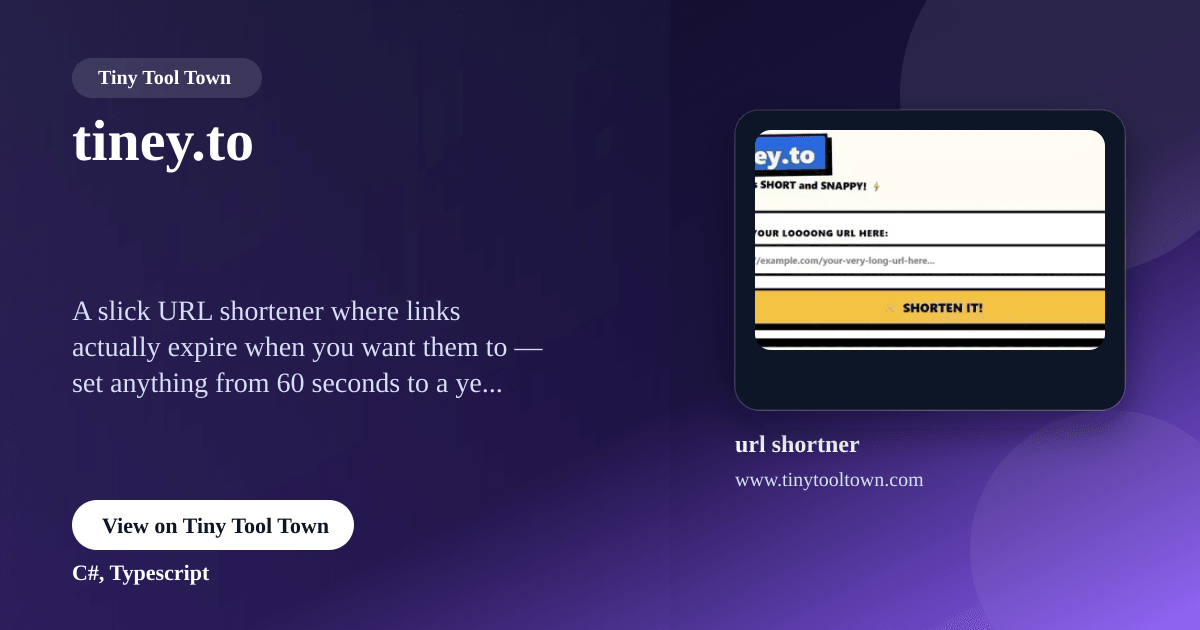 Tiny Tool Town
tiney.to
A slick URL shortener where links
actually expire when you want them to —
set anything from 60 seconds to a ye...
View on Tiny Tool Town
C#, Typescript
ey.to
SHORT and SNAPPY! ⚡
OUR LOOOONG URL HERE:
/example.com/your-very-long-url-here...
SHORTEN IT!
url shortner
www.tinytooltown.com